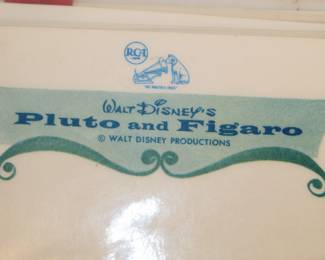 RCA
"HIS MASTER'S VOICE"
WALT DISNEY'S
Pluto and Figaro
© WALT DISNEY PRODUCTIONS